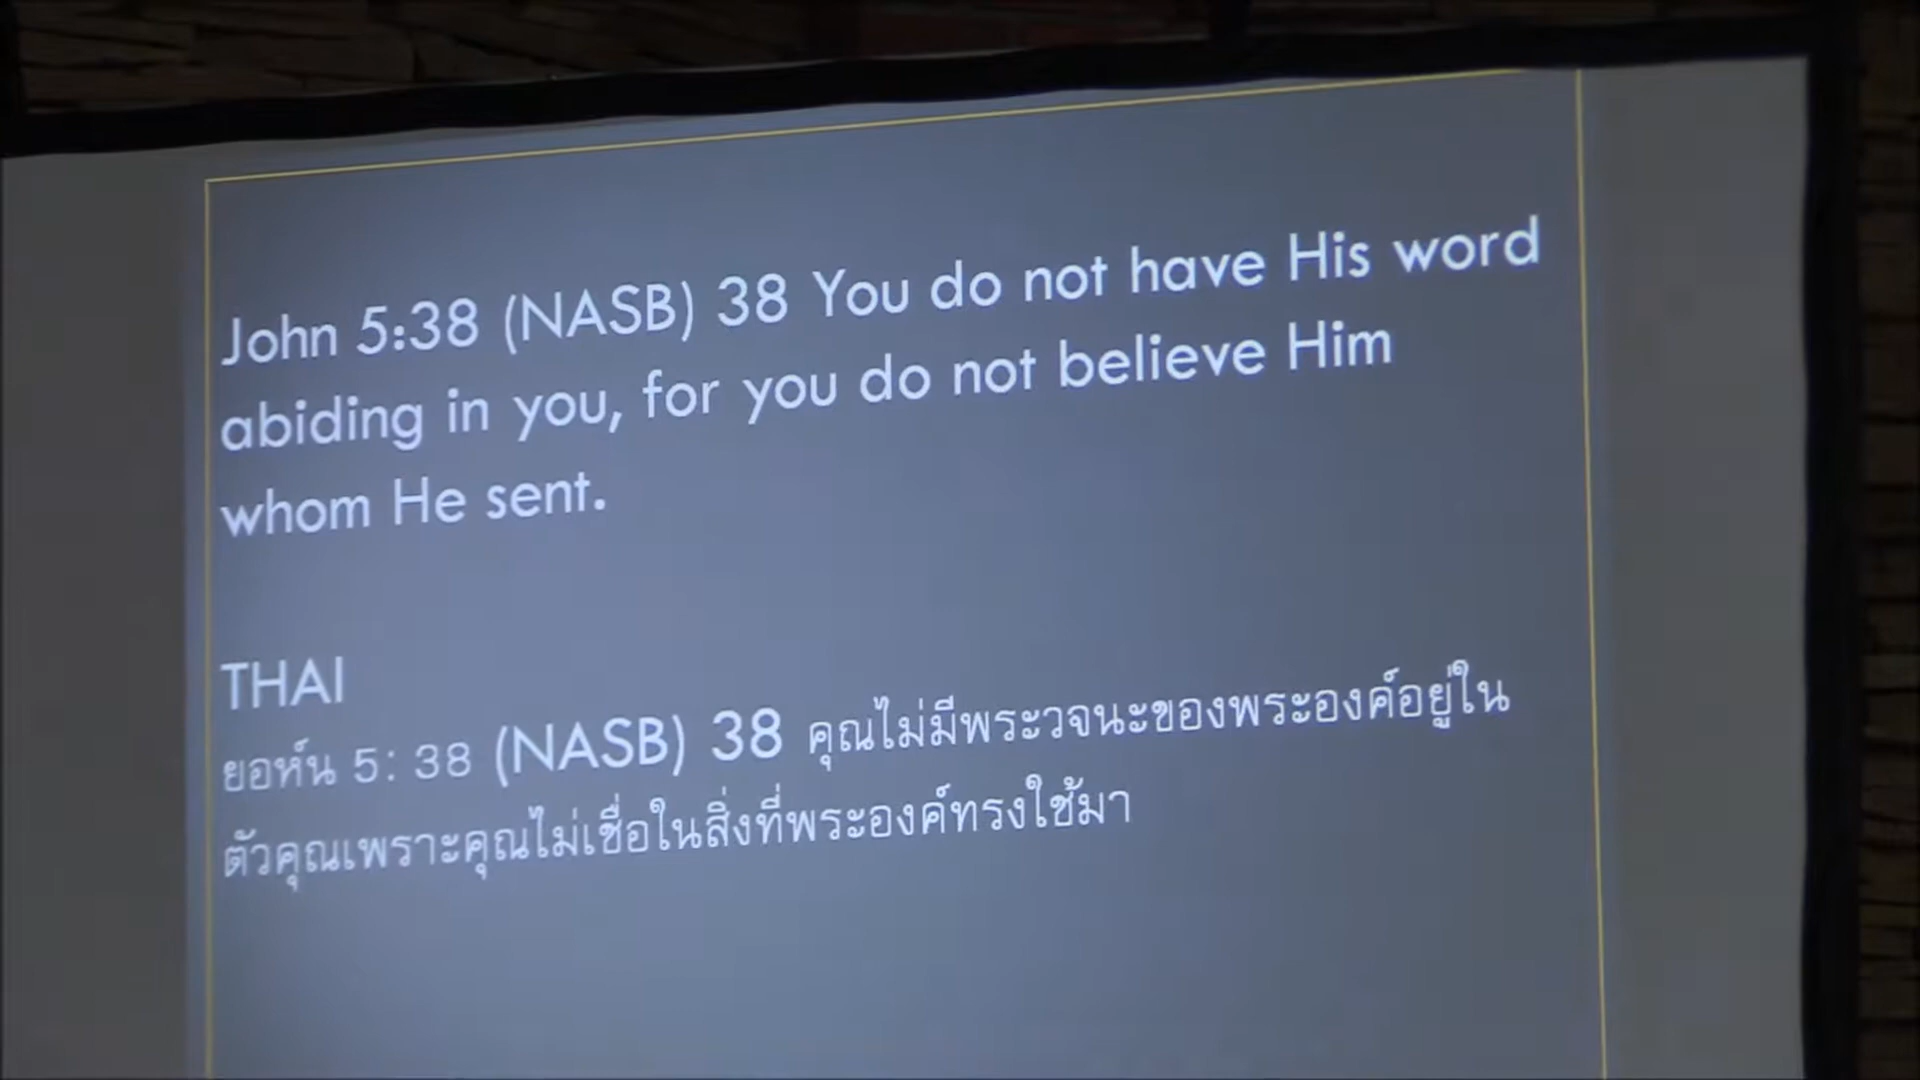 John 5:38 (NASB) 38 You do not have His word
abiding in you, for you do not believe Him
whom He sent.
THAI
ยอห์น 5: 38 (NASB) 38 คุณไม่มีพระวจนะของพระองค์อยู่ใน
ตัวคุณเพราะคุณไม่เชื่อในสิ่งที่พระองค์ทรงใช้มา